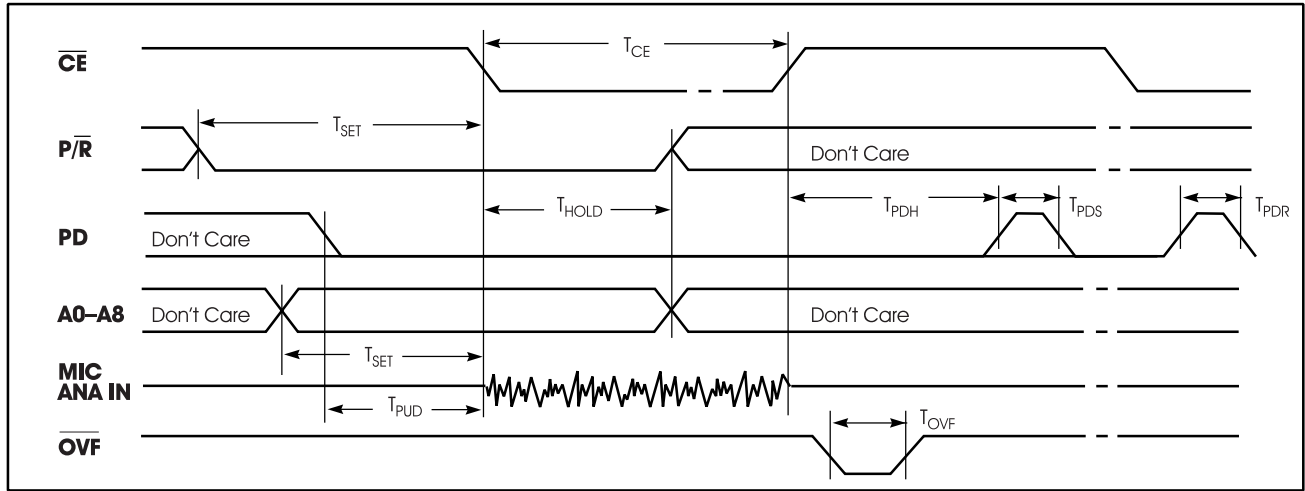 CE
T_CE
P/R
T_SET
Don't Care
PD
Don't Care
T_HOLD
T_PDH
T_PDS
T_PDR
A0–A8
Don't Care
Don't Care
T_SET
MIC
ANA IN
T_PUD
OVF
T_OVF